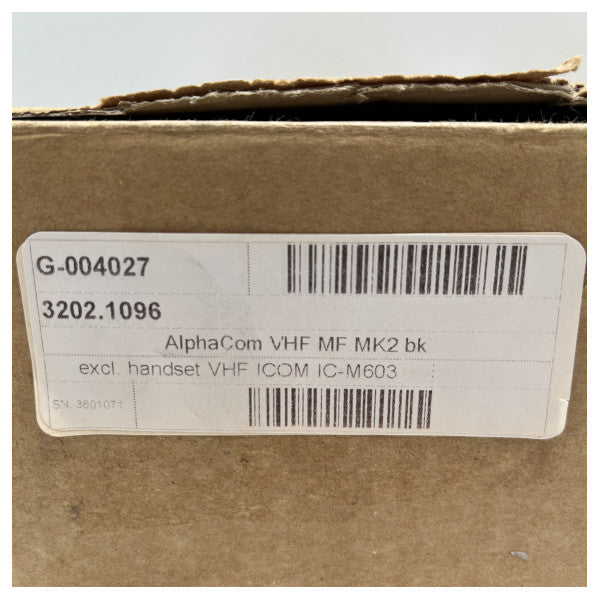 G-004027
3202.1096
AlphaCom VHF MF MK2 bk
excl. handset VHF ICOM IC-M603
SN: 3601071